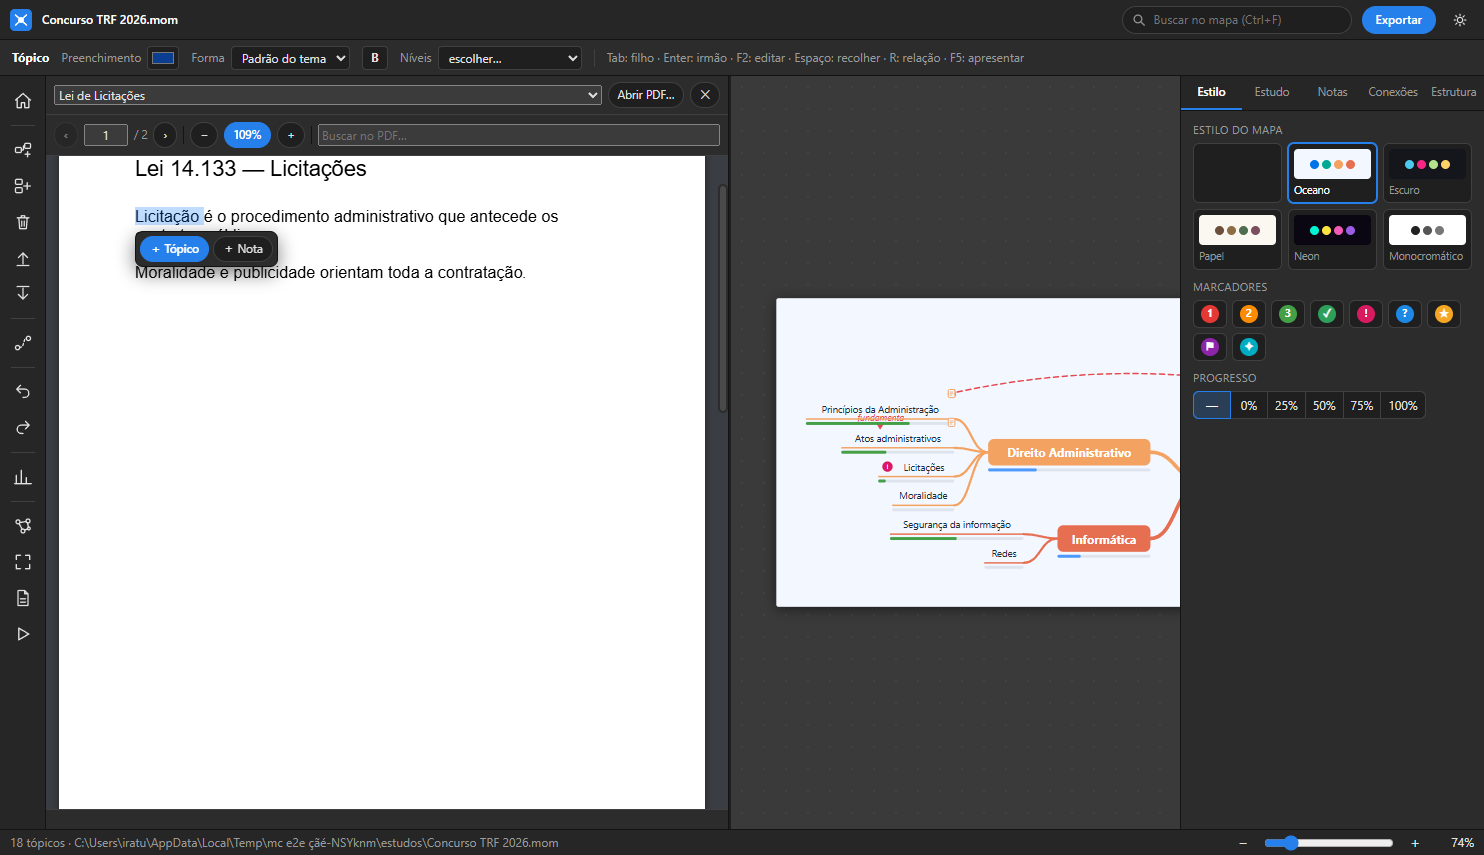 Concurso TRF 2026.mom
Buscar no mapa (Ctrl+F)
Exportar
Tópico
Preenchimento
Forma
Padrão do tema
B
Níveis
escolher...
Tab: filho · Enter: irmão · F2: editar · Espaço: recolher · R: relação · F5: apresentar
Lei de Licitações
Abrir PDF...
1
/ 2
109%
Buscar no PDF...
Lei 14.133 — Licitações
Licitação é o procedimento administrativo que antecede os
+ Tópico
+ Nota
Moralidade e publicidade orientam toda a contratação.
Princípios da Administração
fundamenta
Atos administrativos
Licitações
Moralidade
Direito Administrativo
Segurança da informação
Redes
Informática
Estilo
Estudo
Notas
Conexões
Estrutura
ESTILO DO MAPA
Oceano
Escuro
Papel
Neon
Monocromático
MARCADORES
1
2
3
!
?
PROGRESSO
—
0%
25%
50%
75%
100%
18 tópicos · C:\Users\iratu\AppData\Local\Temp\mc e2e çãé-NSYknm\estudos\Concurso TRF 2026.mom
74%